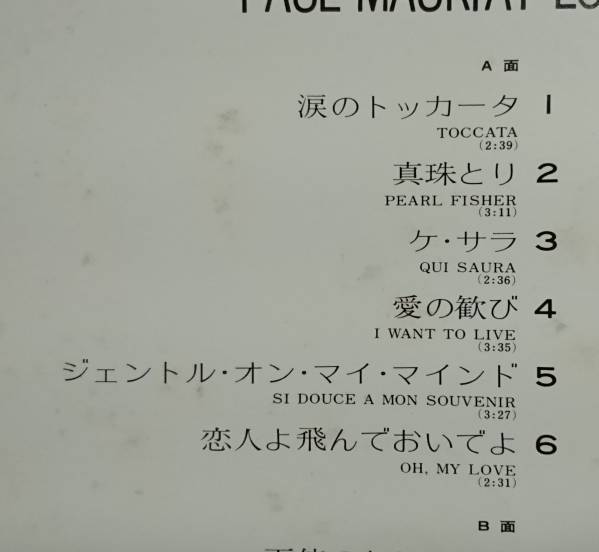 PAUL MAURIAT
A 面
涙のトッカータ 1
TOCCATA
(2:39)
真珠とり 2
PEARL FISHER
(3:11)
ケ・サラ 3
QUI SAURA
(2:36)
愛の歓び 4
I WANT TO LIVE
(3:35)
ジェントル・オン・マイ・マインド 5
SI DOUCE A MON SOUVENIR
(3:27)
恋人よ飛んでおいでよ 6
OH, MY LOVE
(2:31)
B 面